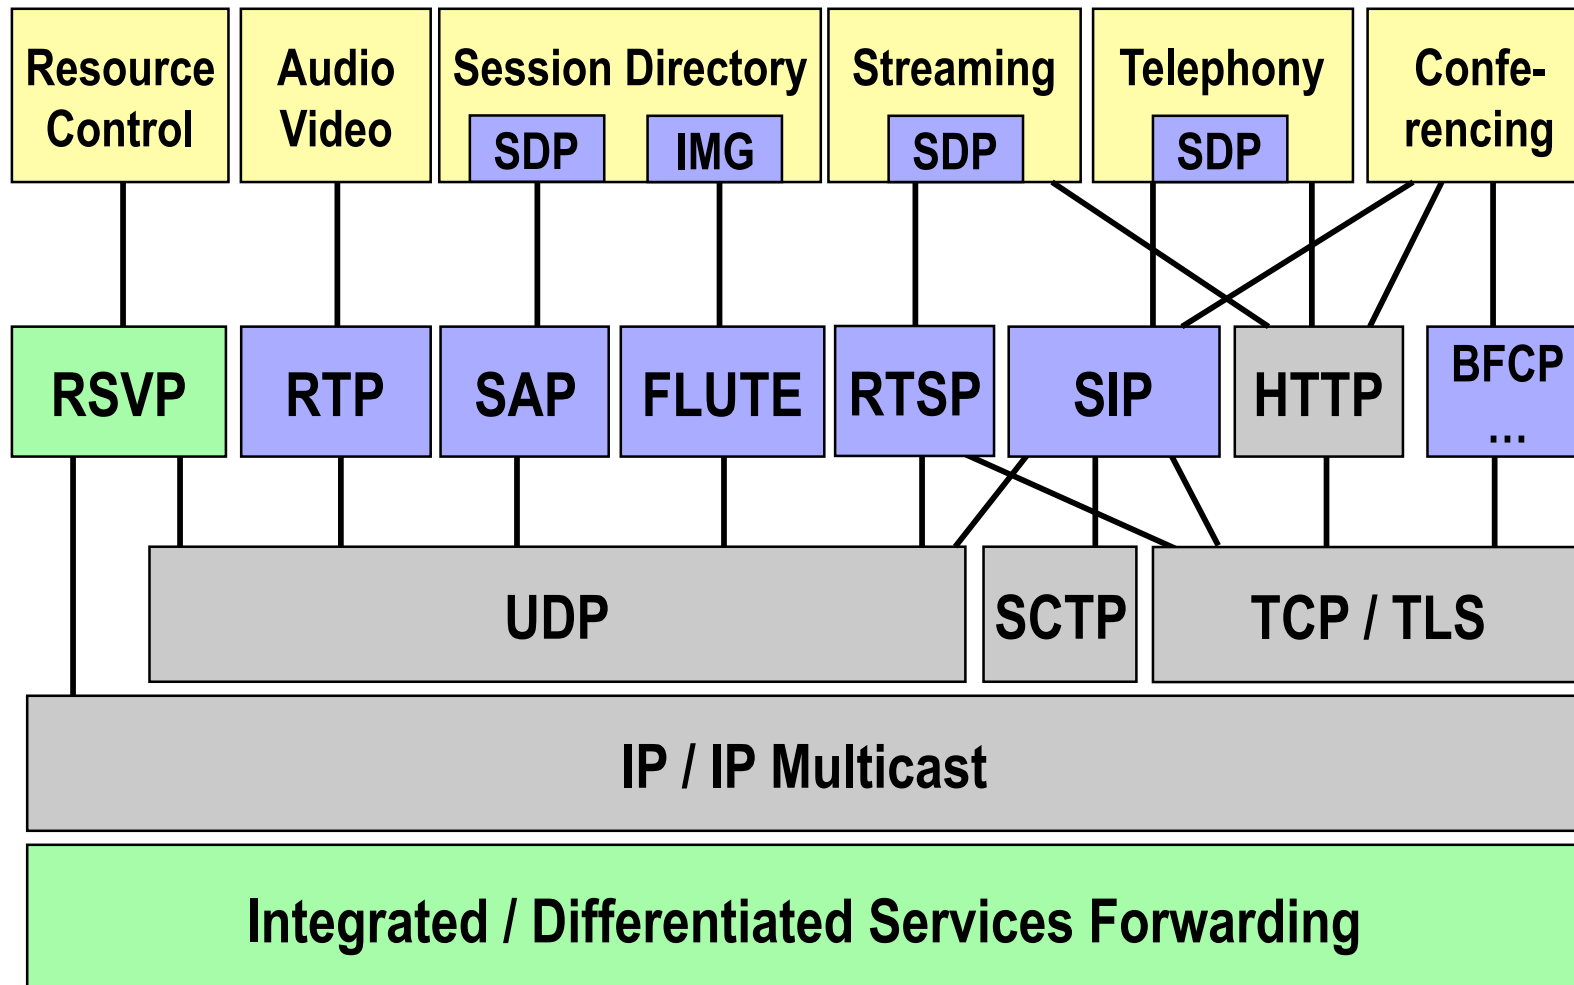 Resource
Control
Audio
Video
Session Directory
SDP
IMG
Streaming
SDP
Telephony
SDP
Confe-
rencing
RSVP
RTP
SAP
FLUTE
RTSP
SIP
HTTP
BFCP
...
UDP
SCTP
TCP / TLS
IP / IP Multicast
Integrated / Differentiated Services Forwarding